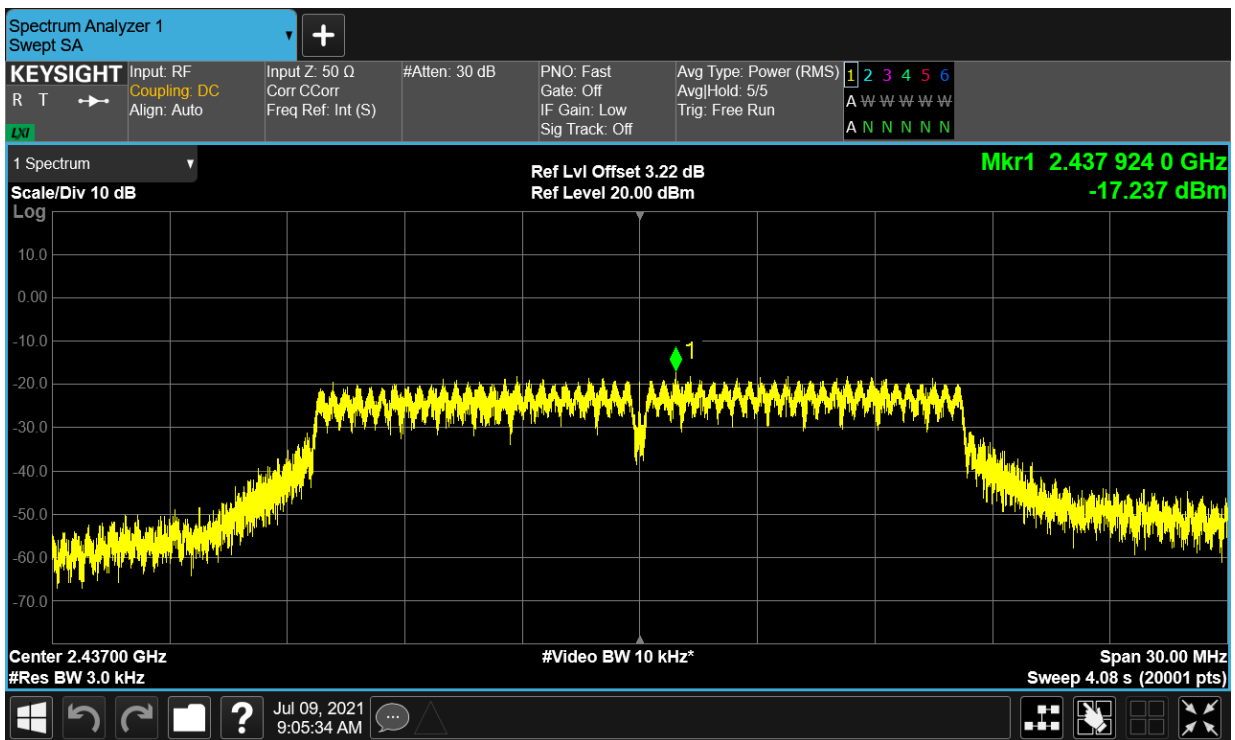 Spectrum Analyzer 1
Swept SA
+
KEYSIGHT
R T
LXI
Input: RF
Coupling: DC
Align: Auto
Input Z: 50 Ω
Corr CCorr
Freq Ref: Int (S)
#Atten: 30 dB
PNO: Fast
Gate: Off
IF Gain: Low
Sig Track: Off
Avg Type: Power (RMS)
Avg|Hold: 5/5
Trig: Free Run
1 2 3 4 5 6
A W W W W W
A N N N N N
1 Spectrum
Scale/Div 10 dB
Ref Lvl Offset 3.22 dB
Ref Level 20.00 dBm
Mkr1 2.437 924 0 GHz
-17.237 dBm
Log
10.0
0.00
-10.0
-20.0
-30.0
-40.0
-50.0
-60.0
-70.0
1
Center 2.43700 GHz
#Res BW 3.0 kHz
#Video BW 10 kHz*
Span 30.00 MHz
Sweep 4.08 s (20001 pts)
?
Jul 09, 2021
9:05:34 AM